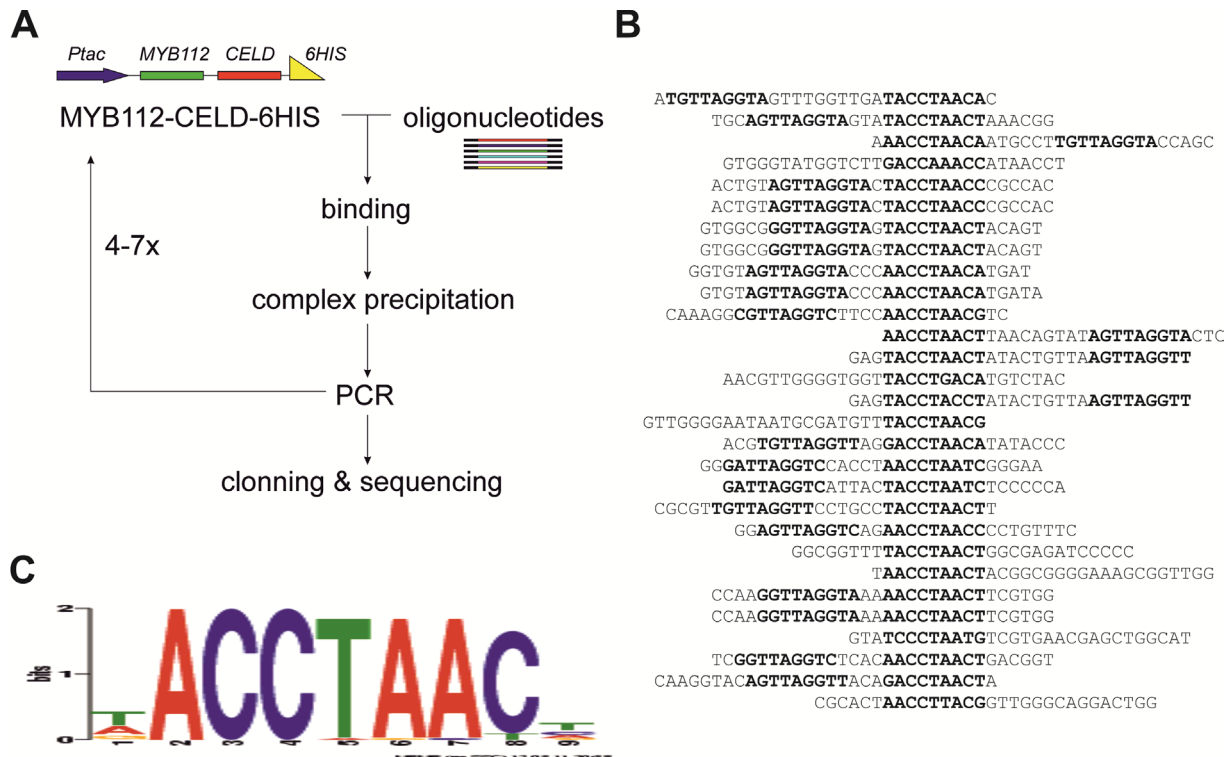 A
Ptac MYB112 CELD 6HIS
MYB112-CELD-6HIS
oligonucleotides
binding
4-7x
complex precipitation
PCR
clonning & sequencing
B
ATGTTAGGTAGTTTGGTTGATACCTAACAC
TGCAGTTAGGTAGTATACCTAACTAAACGG
AAACCTAACAATGCCTTGTTAGGTACCAGC
GTGGGTATGGTCTTGACCAAACCATAACCT
ACTGTAGTTAGGTACTACCTAACCCGCCAC
ACTGTAGTTAGGTACTACCTAACCCGCCAC
GTGGCGGGTTAGGTAGTACCTAACTACAGT
GTGGCGGGTTAGGTAGTACCTAACTACAGT
GGTGTAGTTAGGTACCCAACCTAACATGAT
GTGTAGTTAGGTACCCAACCTAACATGATA
CAAAGGCGTTAGGTCTTCCAACCTAACGTC
AACCTAACTTAACAGTATAGTTAGGTACTC
GAGTACCTAACTATACTGTTAAGTTAGGTT
AACGTTGGGGTGGTTACCTGACATGTCTAC
GAGTACCTACCTATACTGTTAAGTTAGGTT
GTTGGGGAATAATGCGATGTTTACCTAACG
ACGTGTTAGGTTAGGACCTAACATATACCC
GGGATTAGGTCCACCTAACCTAATCGGGAA
GATTAGGTCATTACTACCTAATCTCCCCCA
CGCGTTGTTAGGTTCCTGCCTAACCTAACTT
GGAGTTAGGTCAGAACCTAACCCCTGTTTC
GGCGGTTTTACCTAACTGGCGAGATCCCCC
TAACCTAACTACGGCGGGGAAAGCGGTTGG
CCAAGGTTAGGTAAAAACCTAACTTCGTGG
CCAAGGTTAGGTAAAAACCTAACTTCGTGG
GTATCCCTAATGTCGTGAACGAGCTGGCAT
TCGGTTAGGTCTCACAACCTAACTGACGGT
CAAGGTACAGTTAGGTTACAGACCTAACTA
CGCACTAACCTTACGGTTGGGCAGGACTGG
C
2
1
0
bits
ACCTAAC
1 2 3 4 5 6 7 8 9